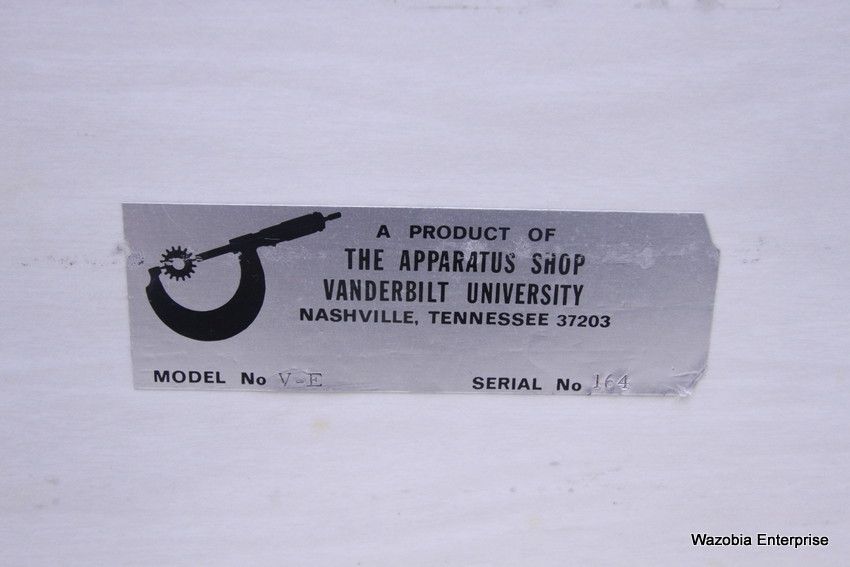 A PRODUCT OF
THE APPARATUS SHOP
VANDERBILT UNIVERSITY
NASHVILLE, TENNESSEE 37203
MODEL No V-E SERIAL No 164
Wazobia Enterprise